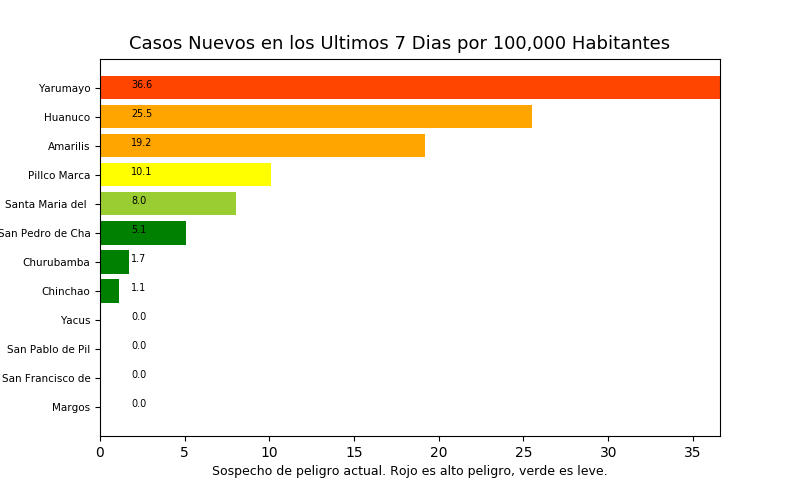 Casos Nuevos en los Ultimos 7 Dias por 100,000 Habitantes
Yarumayo 36.6
Huanuco 25.5
Amarilis 19.2
Pillco Marca 10.1
Santa Maria del 8.0
San Pedro de Cha 5.1
Churubamba 1.7
Chinchao 1.1
Yacus 0.0
San Pablo de Pil 0.0
San Francisco de 0.0
Margos 0.0
0 5 10 15 20 25 30 35
Sospecho de peligro actual. Rojo es alto peligro, verde es leve.